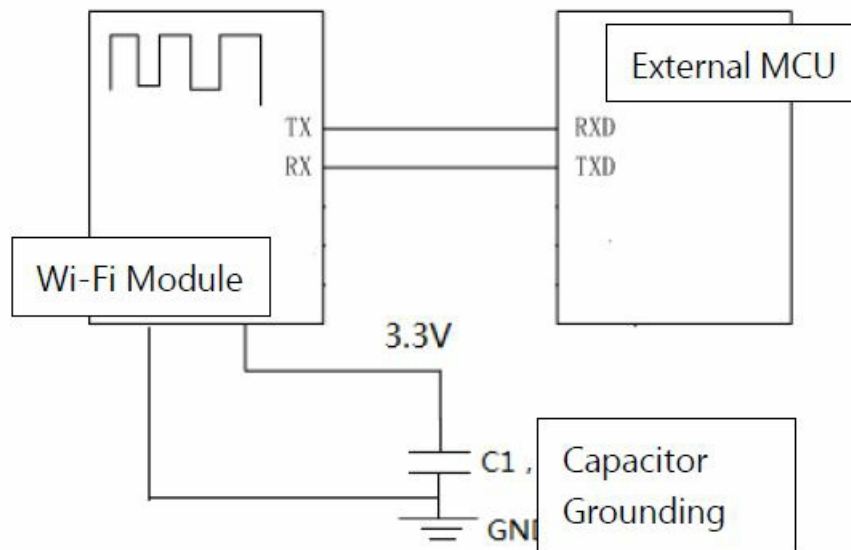 External MCU
TX
RXD
RX
TXD
Wi-Fi Module
3.3V
C1 ,
Capacitor
Grounding